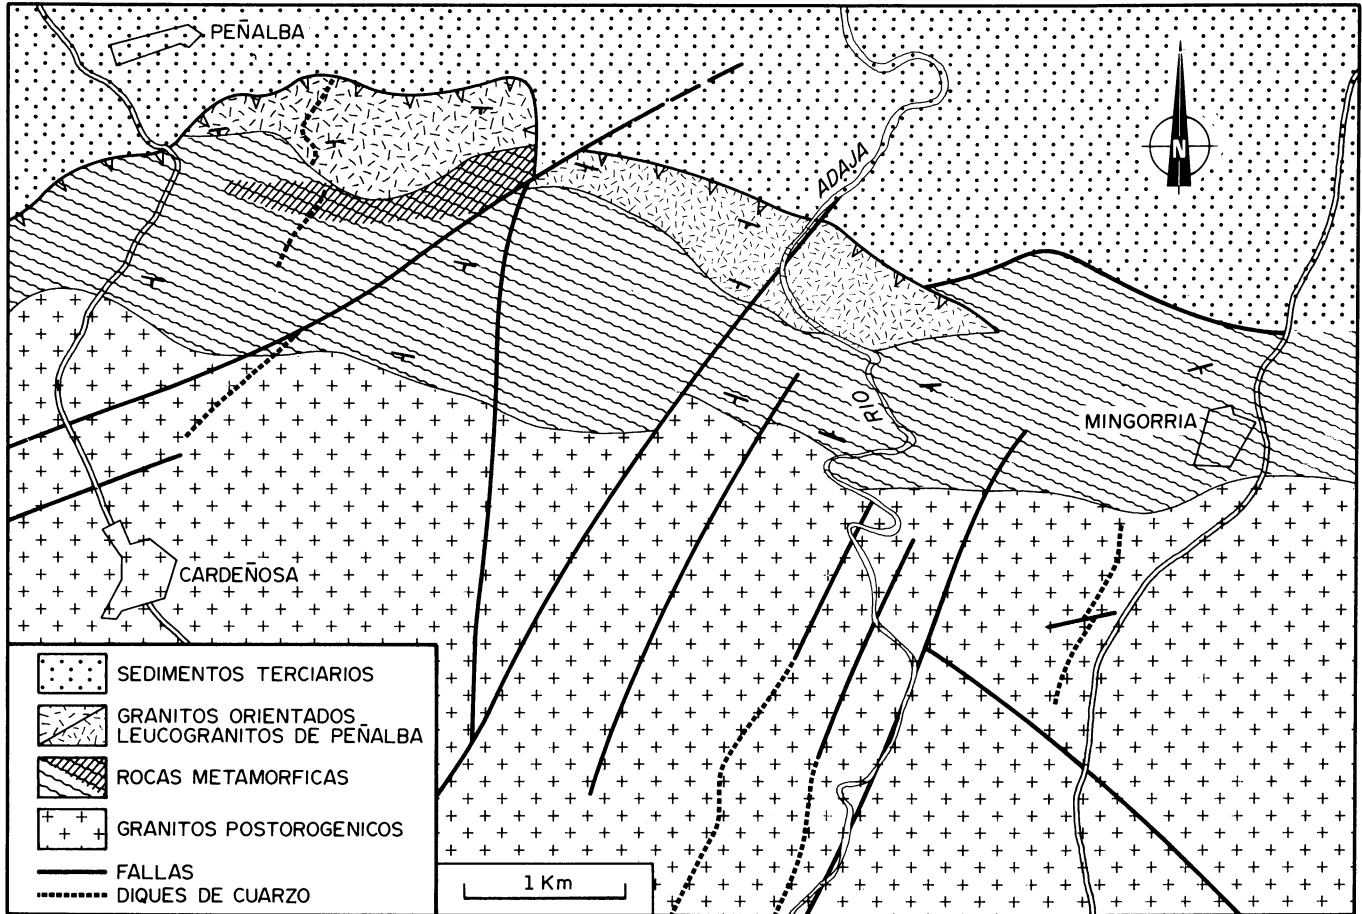 PEÑALBA
ADAJA
N
RIO
MINGORRIA
CARDEÑOSA
SEDIMENTOS TERCIARIOS
GRANITOS ORIENTADOS
LEUCOGRANITOS DE PEÑALBA
ROCAS METAMORFICAS
GRANITOS POSTOROGENICOS
FALLAS
DIQUES DE CUARZO
1 Km